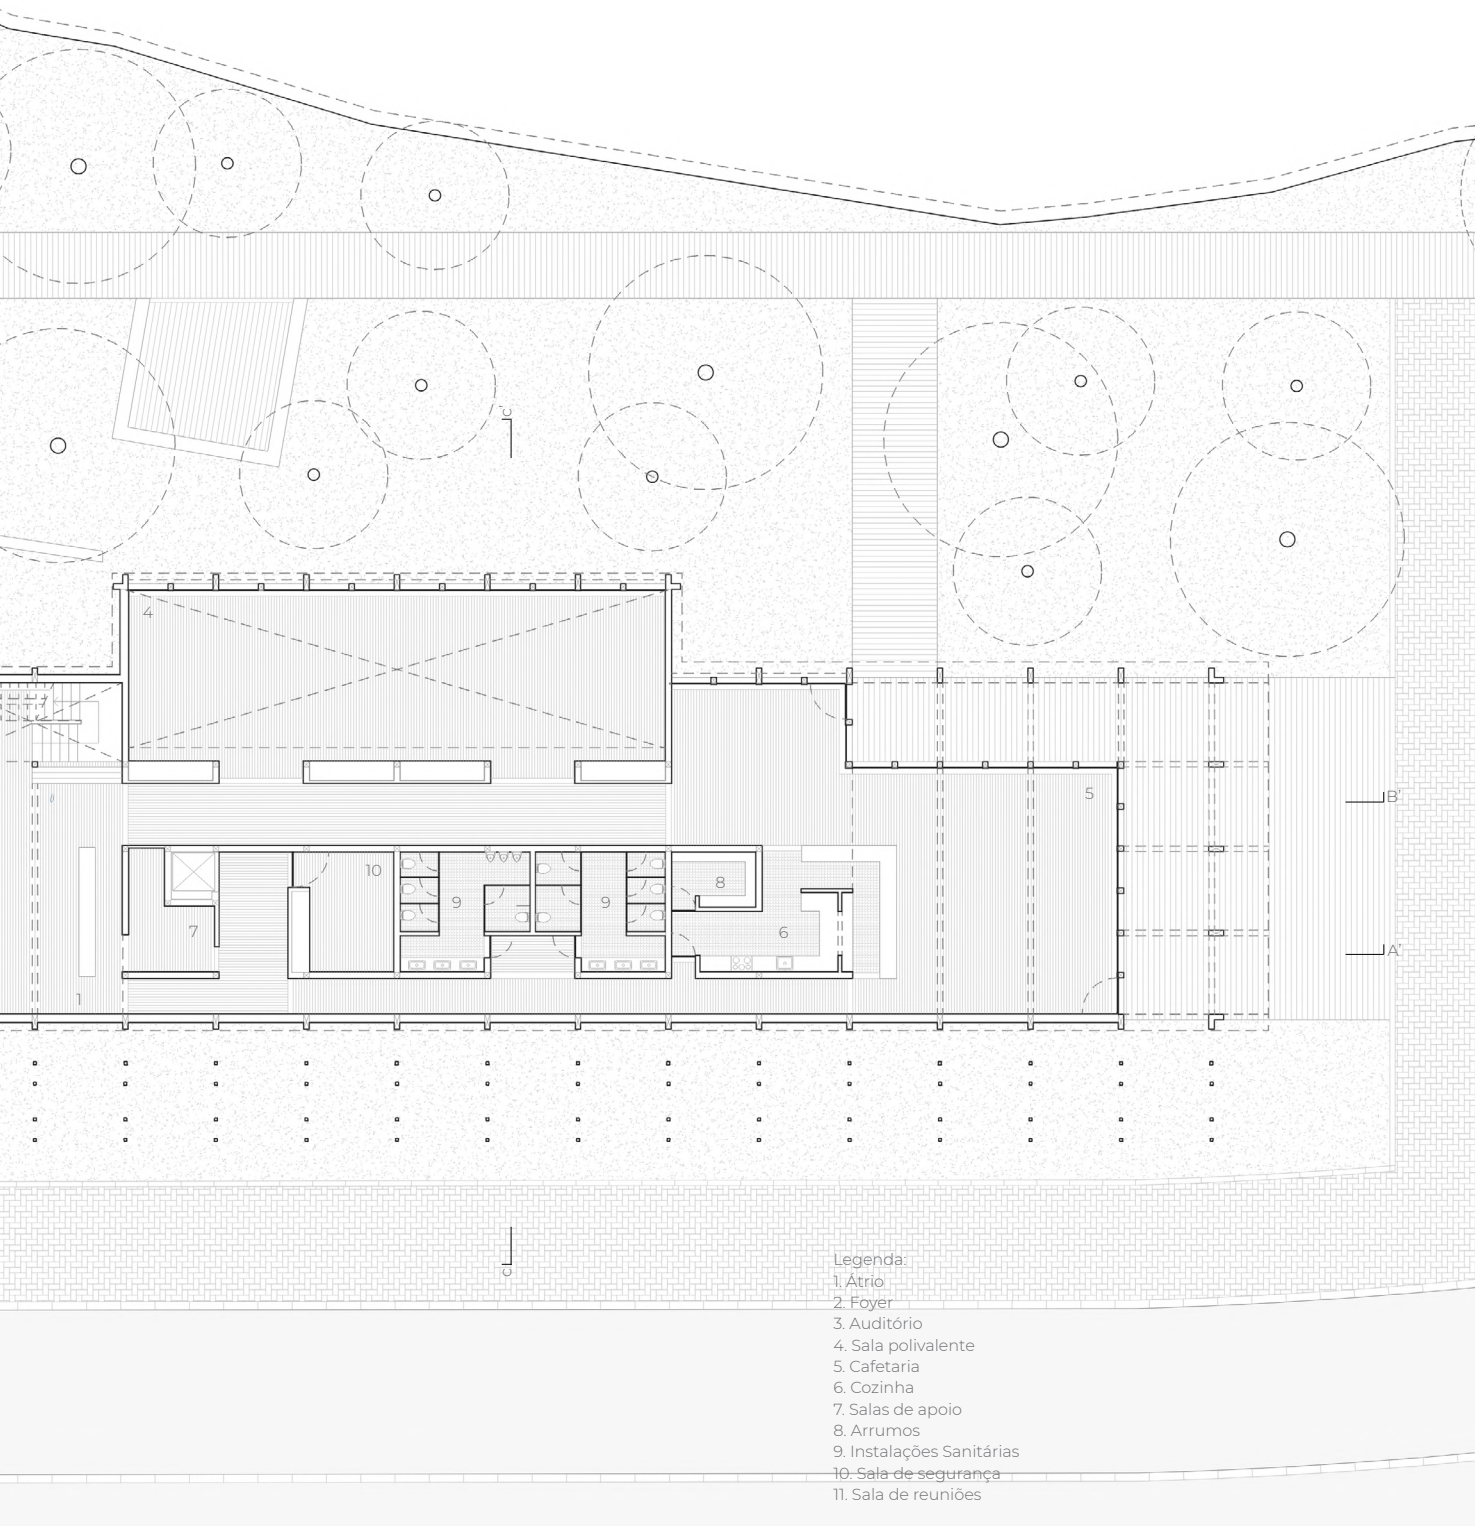 C'
4
B'
5
10
8
9
9
7
6
A'
1
C
Legenda:
1. Átrio
2. Foyer
3. Auditório
4. Sala polivalente
5. Cafetaria
6. Cozinha
7. Salas de apoio
8. Arrumos
9. Instalações Sanitárias
10. Sala de segurança
11. Sala de reuniões